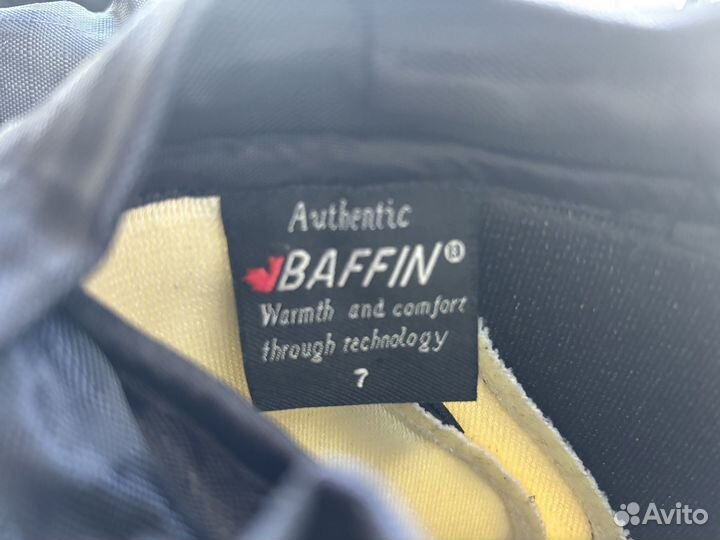 Authentic
BAFFIN®
Warmth and comfort
through technology
7
Avito